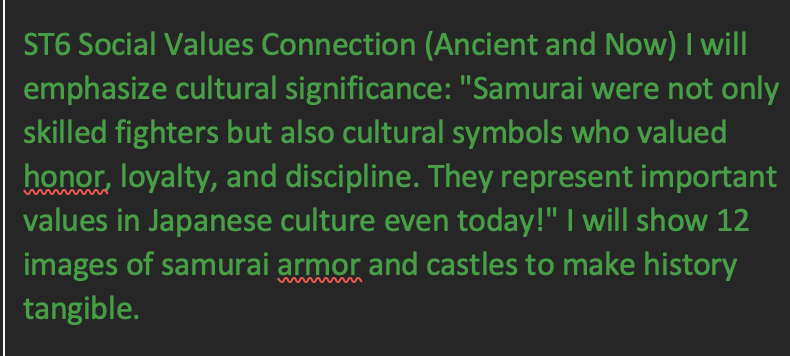 ST6 Social Values Connection (Ancient and Now) I will
emphasize cultural significance: "Samurai were not only
skilled fighters but also cultural symbols who valued
honor, loyalty, and discipline. They represent important
values in Japanese culture even today!" I will show 12
images of samurai armor and castles to make history
tangible.